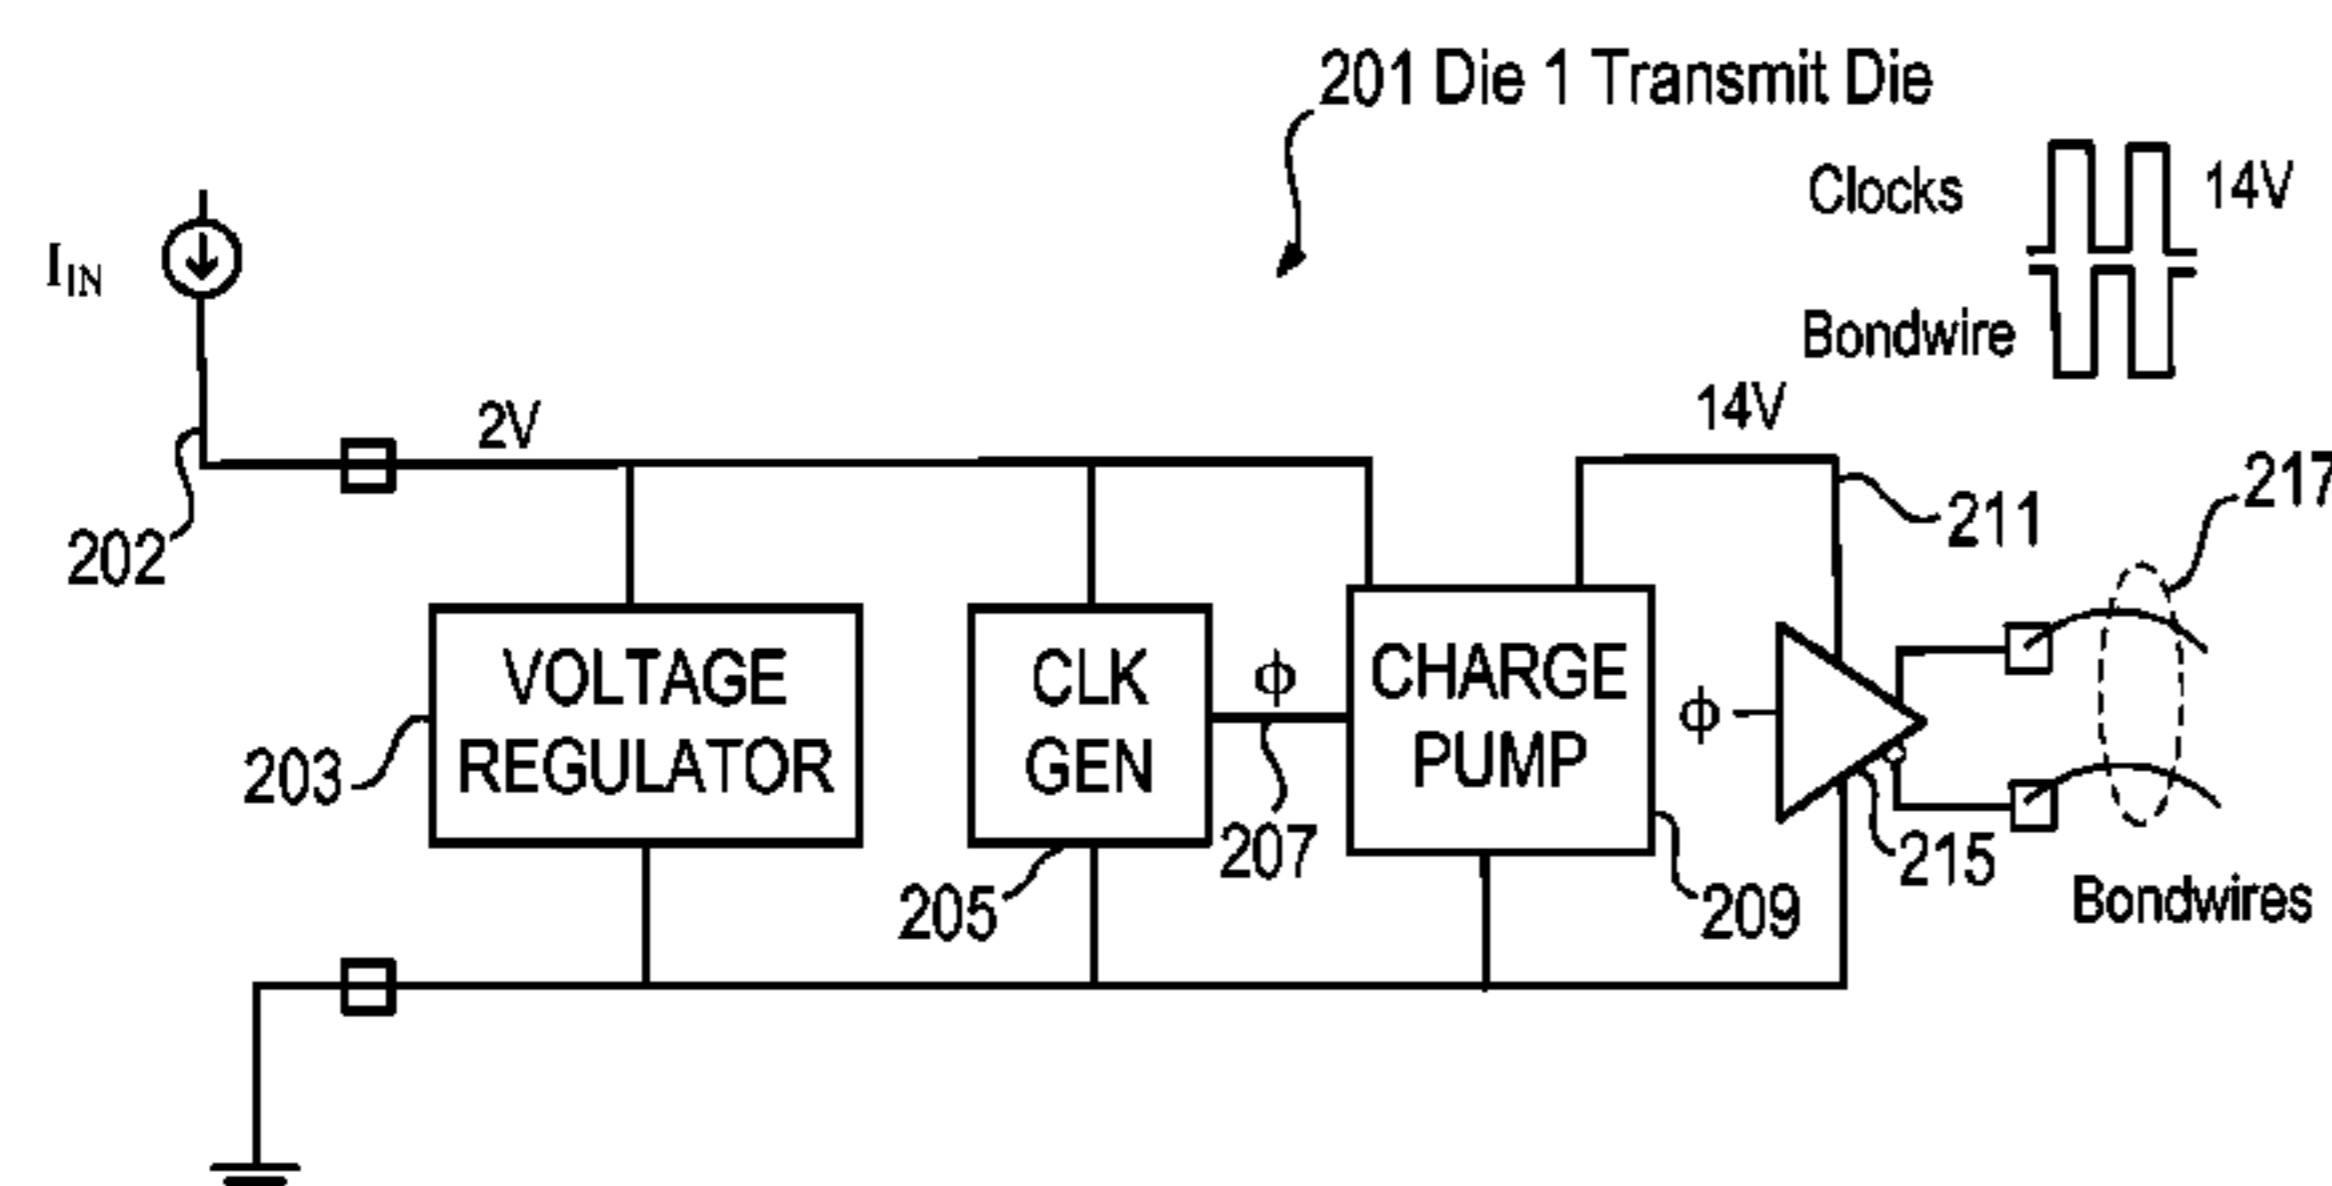 201 Die 1 Transmit Die
Clocks
14V
I_IN
Bondwire
2V
14V
217
211
202
VOLTAGE
REGULATOR
CLK
GEN
ϕ
CHARGE
PUMP
ϕ
203
207
215
205
209
Bondwires